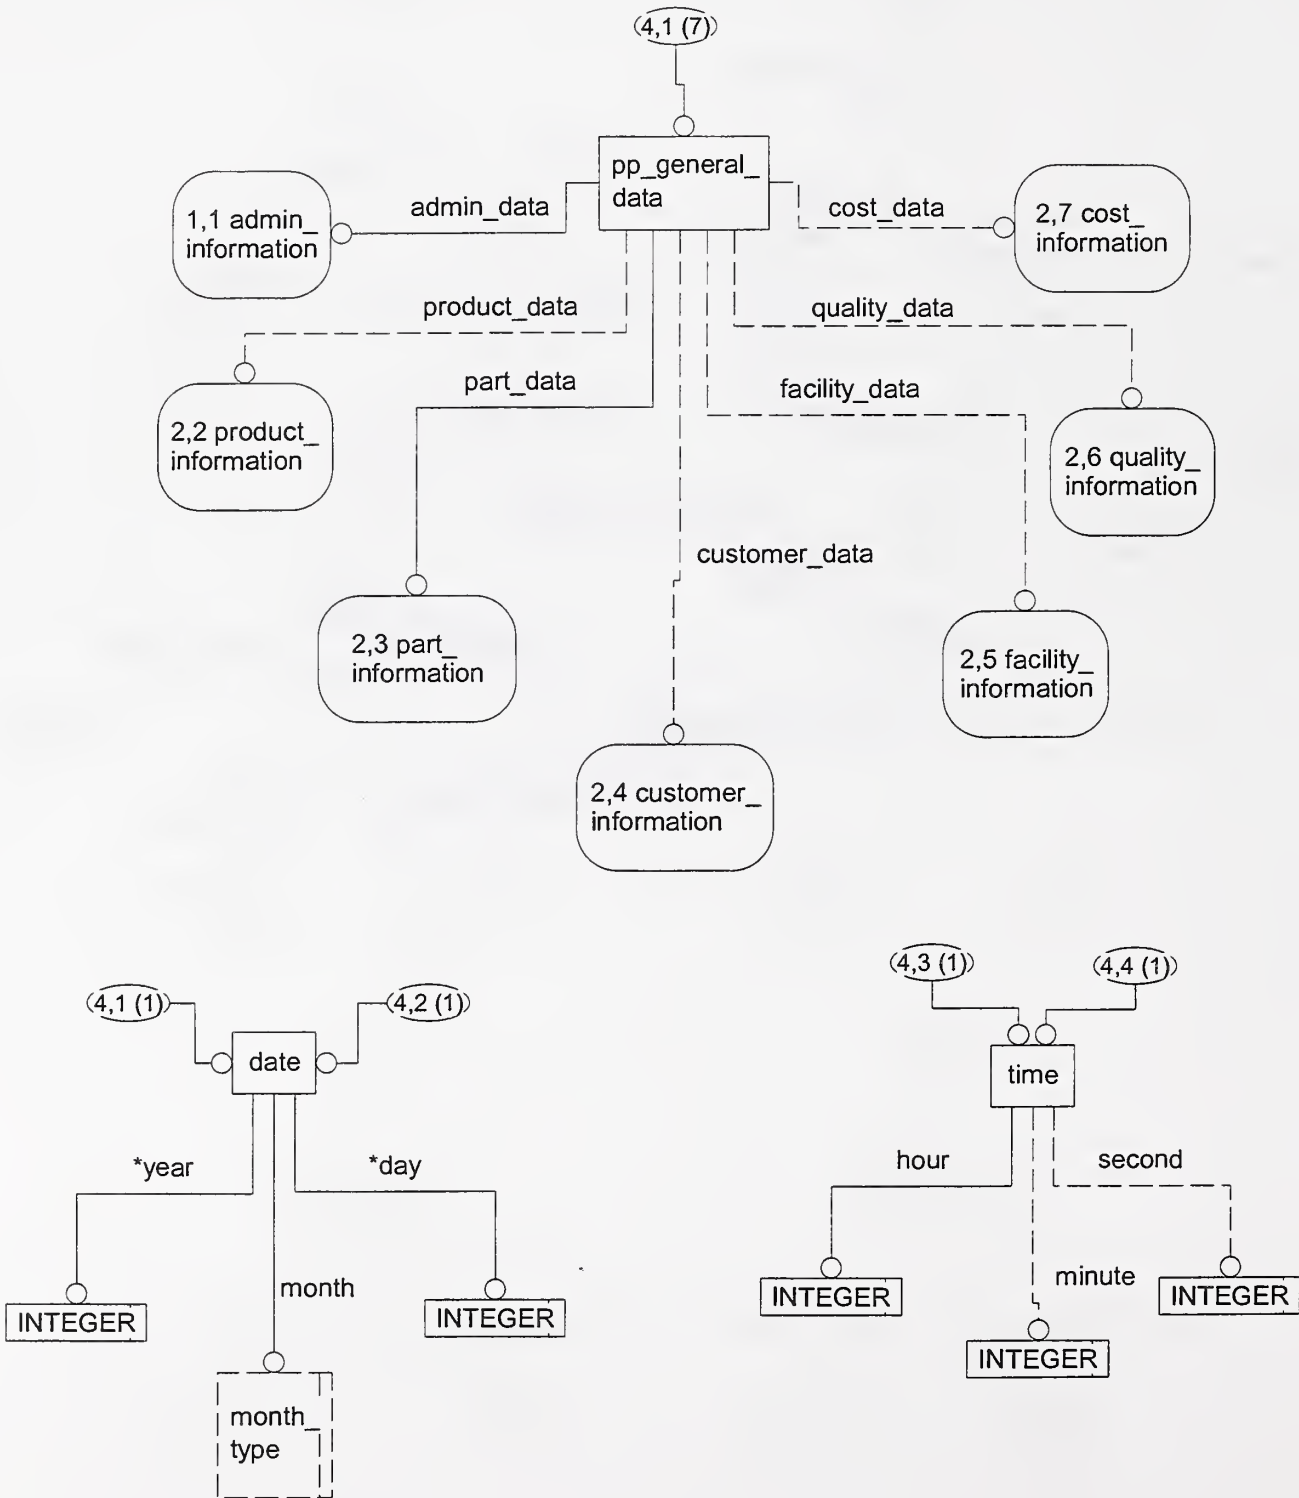 4,1 (7)
pp_general_
data
admin_data
cost_data
1,1 admin_
information
2,7 cost_
information
product_data
quality_data
part_data
facility_data
2,2 product_
information
2,6 quality_
information
customer_data
2,3 part_
information
2,5 facility_
information
2,4 customer_
information
4,1 (1)
4,2 (1)
date
*year
*day
month
INTEGER
INTEGER
month_
type
4,3 (1)
4,4 (1)
time
hour
second
minute
INTEGER
INTEGER
INTEGER